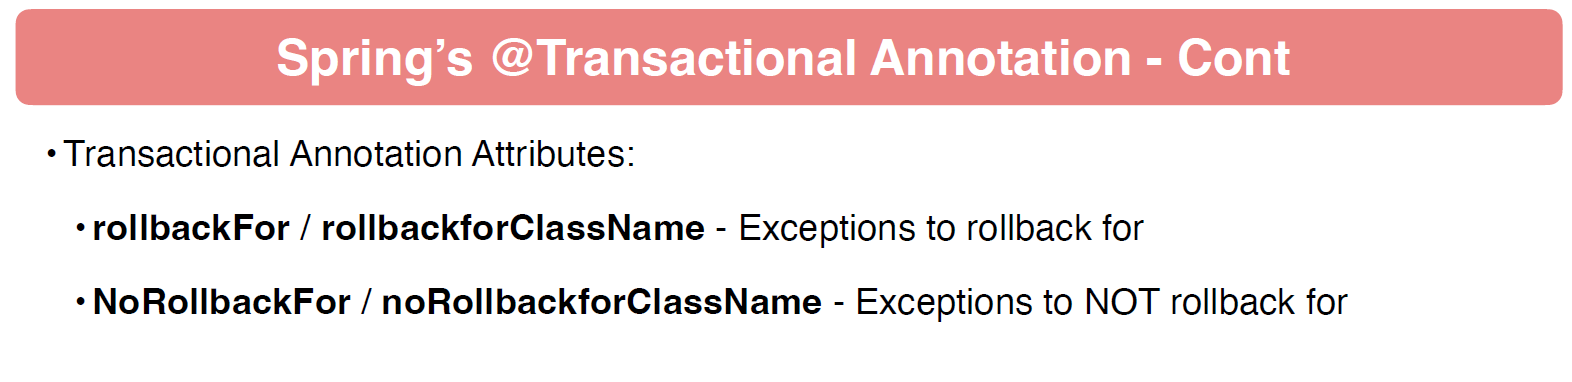 Spring’s @Transactional Annotation - Cont
• Transactional Annotation Attributes:
• rollbackFor / rollbackforClassName - Exceptions to rollback for
• NoRollbackFor / noRollbackforClassName - Exceptions to NOT rollback for